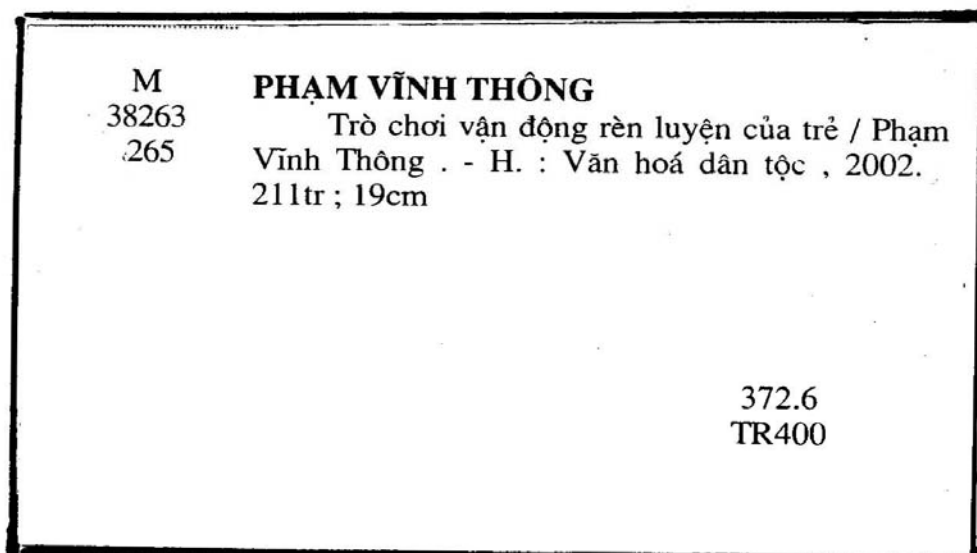 M
38263
265
PHẠM VĨNH THÔNG
Trò chơi vận động rèn luyện của trẻ / Phạm
Vĩnh Thông . - H. : Văn hoá dân tộc , 2002.
211tr ; 19cm
372.6
TR400